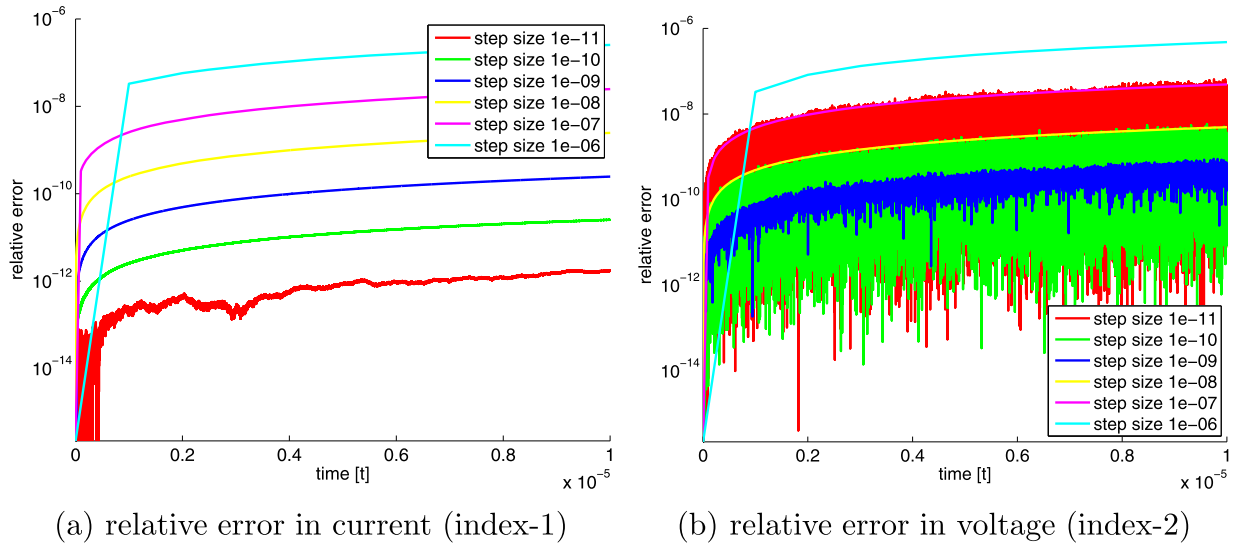 10−6
10−8
10−10
10−12
10−14
relative error
step size 1e−11
step size 1e−10
step size 1e−09
step size 1e−08
step size 1e−07
step size 1e−06
0 0.2 0.4 0.6 0.8 1
time [t]
x 10−5
(a) relative error in current (index-1)
10−6
10−8
10−10
10−12
10−14
relative error
step size 1e−11
step size 1e−10
step size 1e−09
step size 1e−08
step size 1e−07
step size 1e−06
0 0.2 0.4 0.6 0.8 1
time [t]
x 10−5
(b) relative error in voltage (index-2)